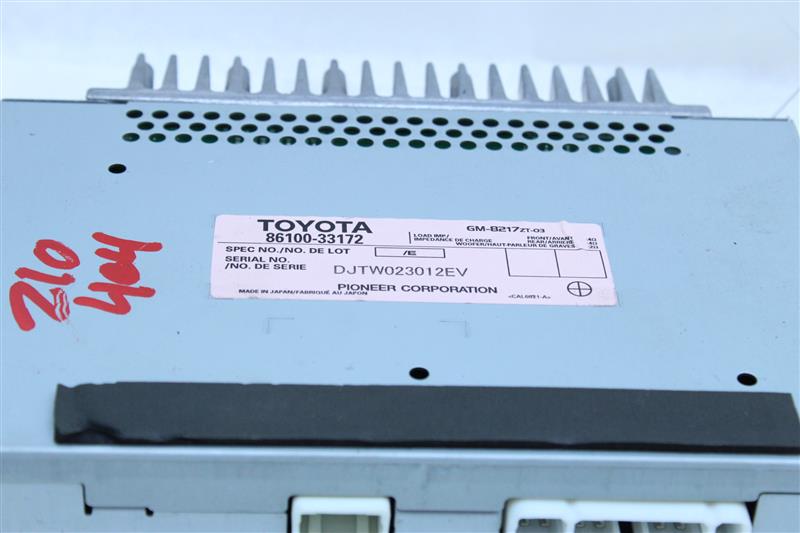 210
404
TOYOTA
86100-33172
GM-8217ZT-03
LOAD IMP/
IMPÉDANCE DE CHARGE
FRONT/AVANT :4Ω
REAR/ARRIÈRE :4Ω
WOOFER/HAUT-PARLEUR DE GRAVES :2Ω
SPEC NO./NO. DE LOT /E
SERIAL NO.
/NO. DE SERIE DJTW023012EV
PIONEER CORPORATION
MADE IN JAPAN/FABRIQUÉ AU JAPON
<CAL6821-A>